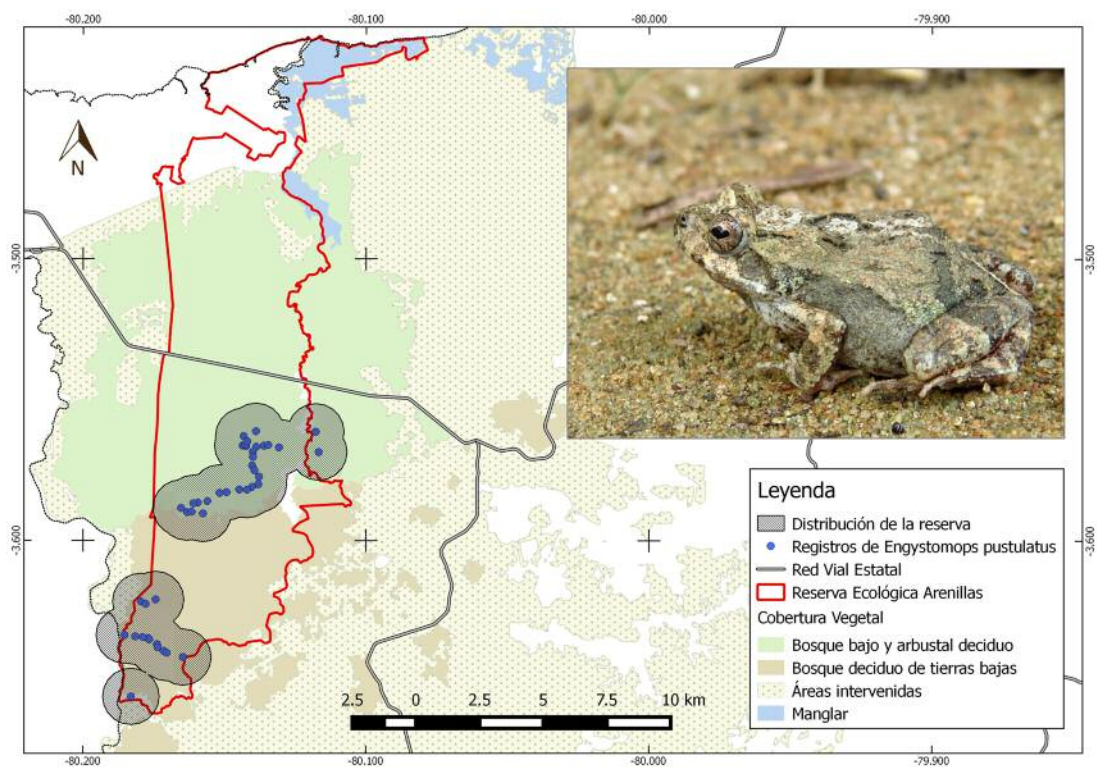 -80.200
-80.100
-80.000
-79.900
N
-3.500
-3.500
-3.600
-3.600
Leyenda
Distribución de la reserva
Registros de Engystomops pustulatus
Red Vial Estatal
Reserva Ecológica Arenillas
Cobertura Vegetal
Bosque bajo y arbustal deciduo
Bosque deciduo de tierras bajas
Áreas intervenidas
Manglar
2.5 0 2.5 5 7.5 10 km
-80.200
-80.100
-80.000
-79.900